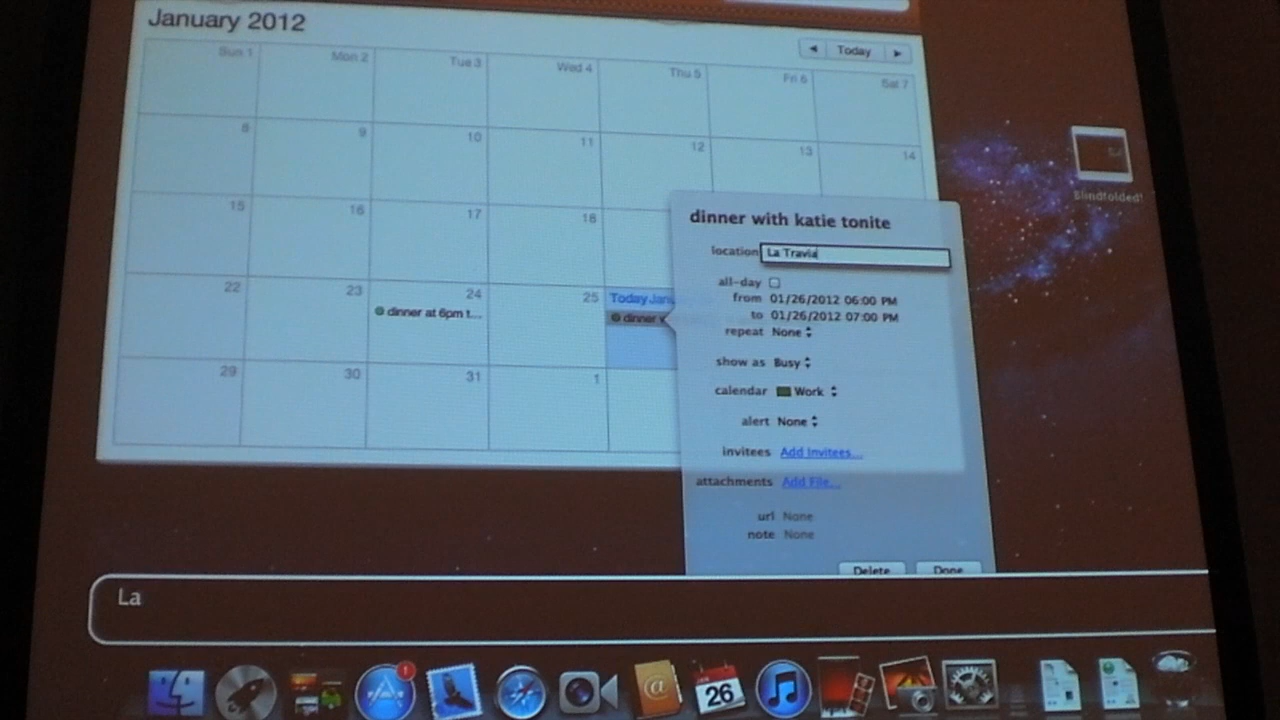 January 2012
Today
Sun 1
Mon 2
Tue 3
Wed 4
Thu 5
Fri 6
Sat 7
8
9
10
11
12
13
14
15
16
17
18
22
23
24
dinner at 6pm t...
25
Today Jan
dinner w
29
30
31
1
dinner with katie tonite
location La Travia
all-day
from 01/26/2012 06:00 PM
to 01/26/2012 07:00 PM
repeat None
show as Busy
calendar Work
alert None
invitees Add Invitees...
attachments Add File...
url None
note None
Delete Done
Blindfolded!
La
1
26